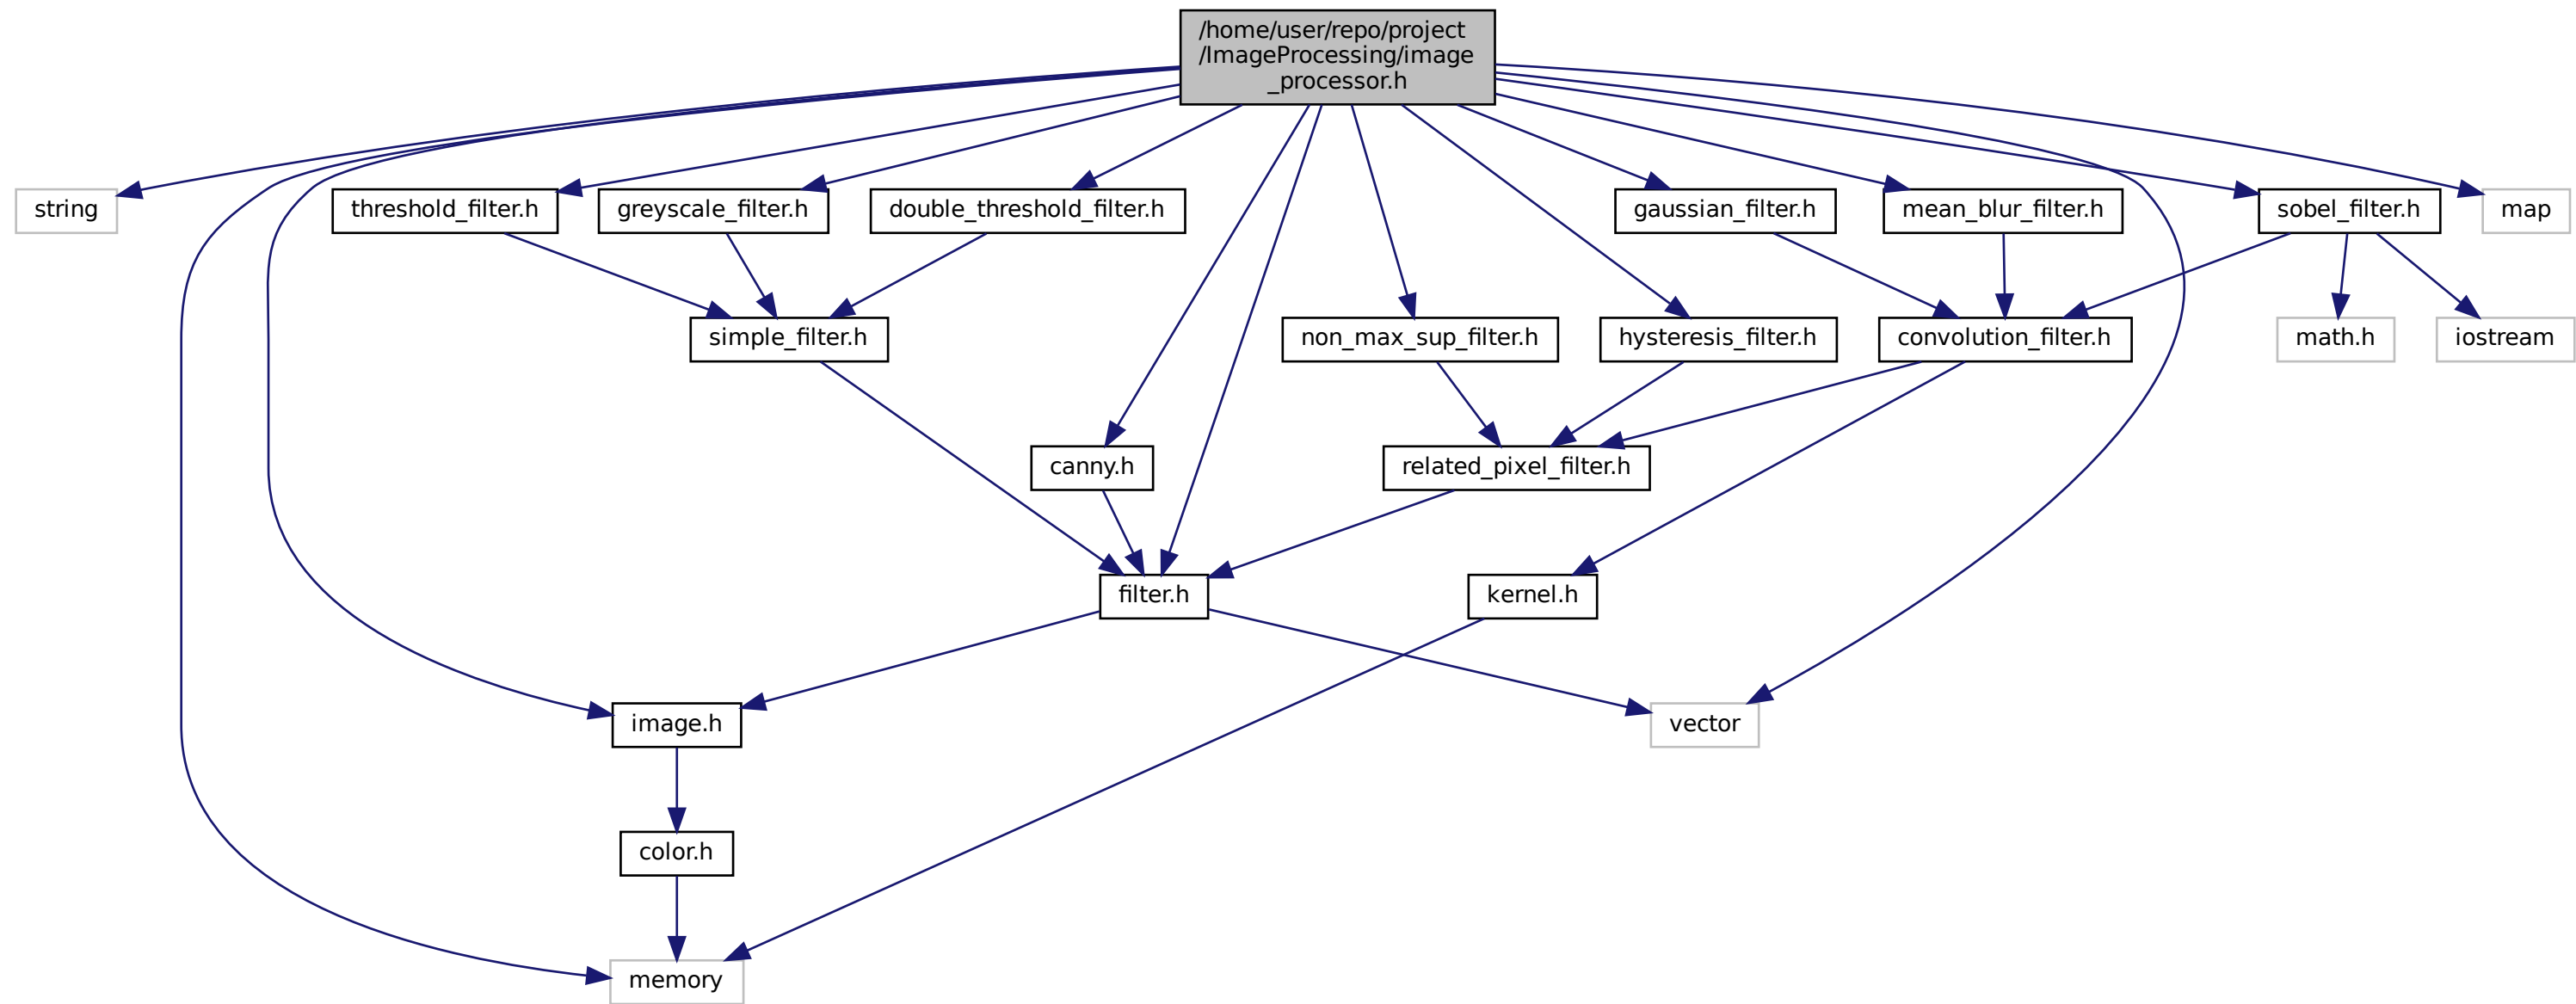 /home/user/repo/project
/ImageProcessing/image
_processor.h
string
threshold_filter.h
greyscale_filter.h
double_threshold_filter.h
gaussian_filter.h
mean_blur_filter.h
sobel_filter.h
map
simple_filter.h
non_max_sup_filter.h
hysteresis_filter.h
convolution_filter.h
math.h
iostream
canny.h
related_pixel_filter.h
filter.h
kernel.h
image.h
vector
color.h
memory